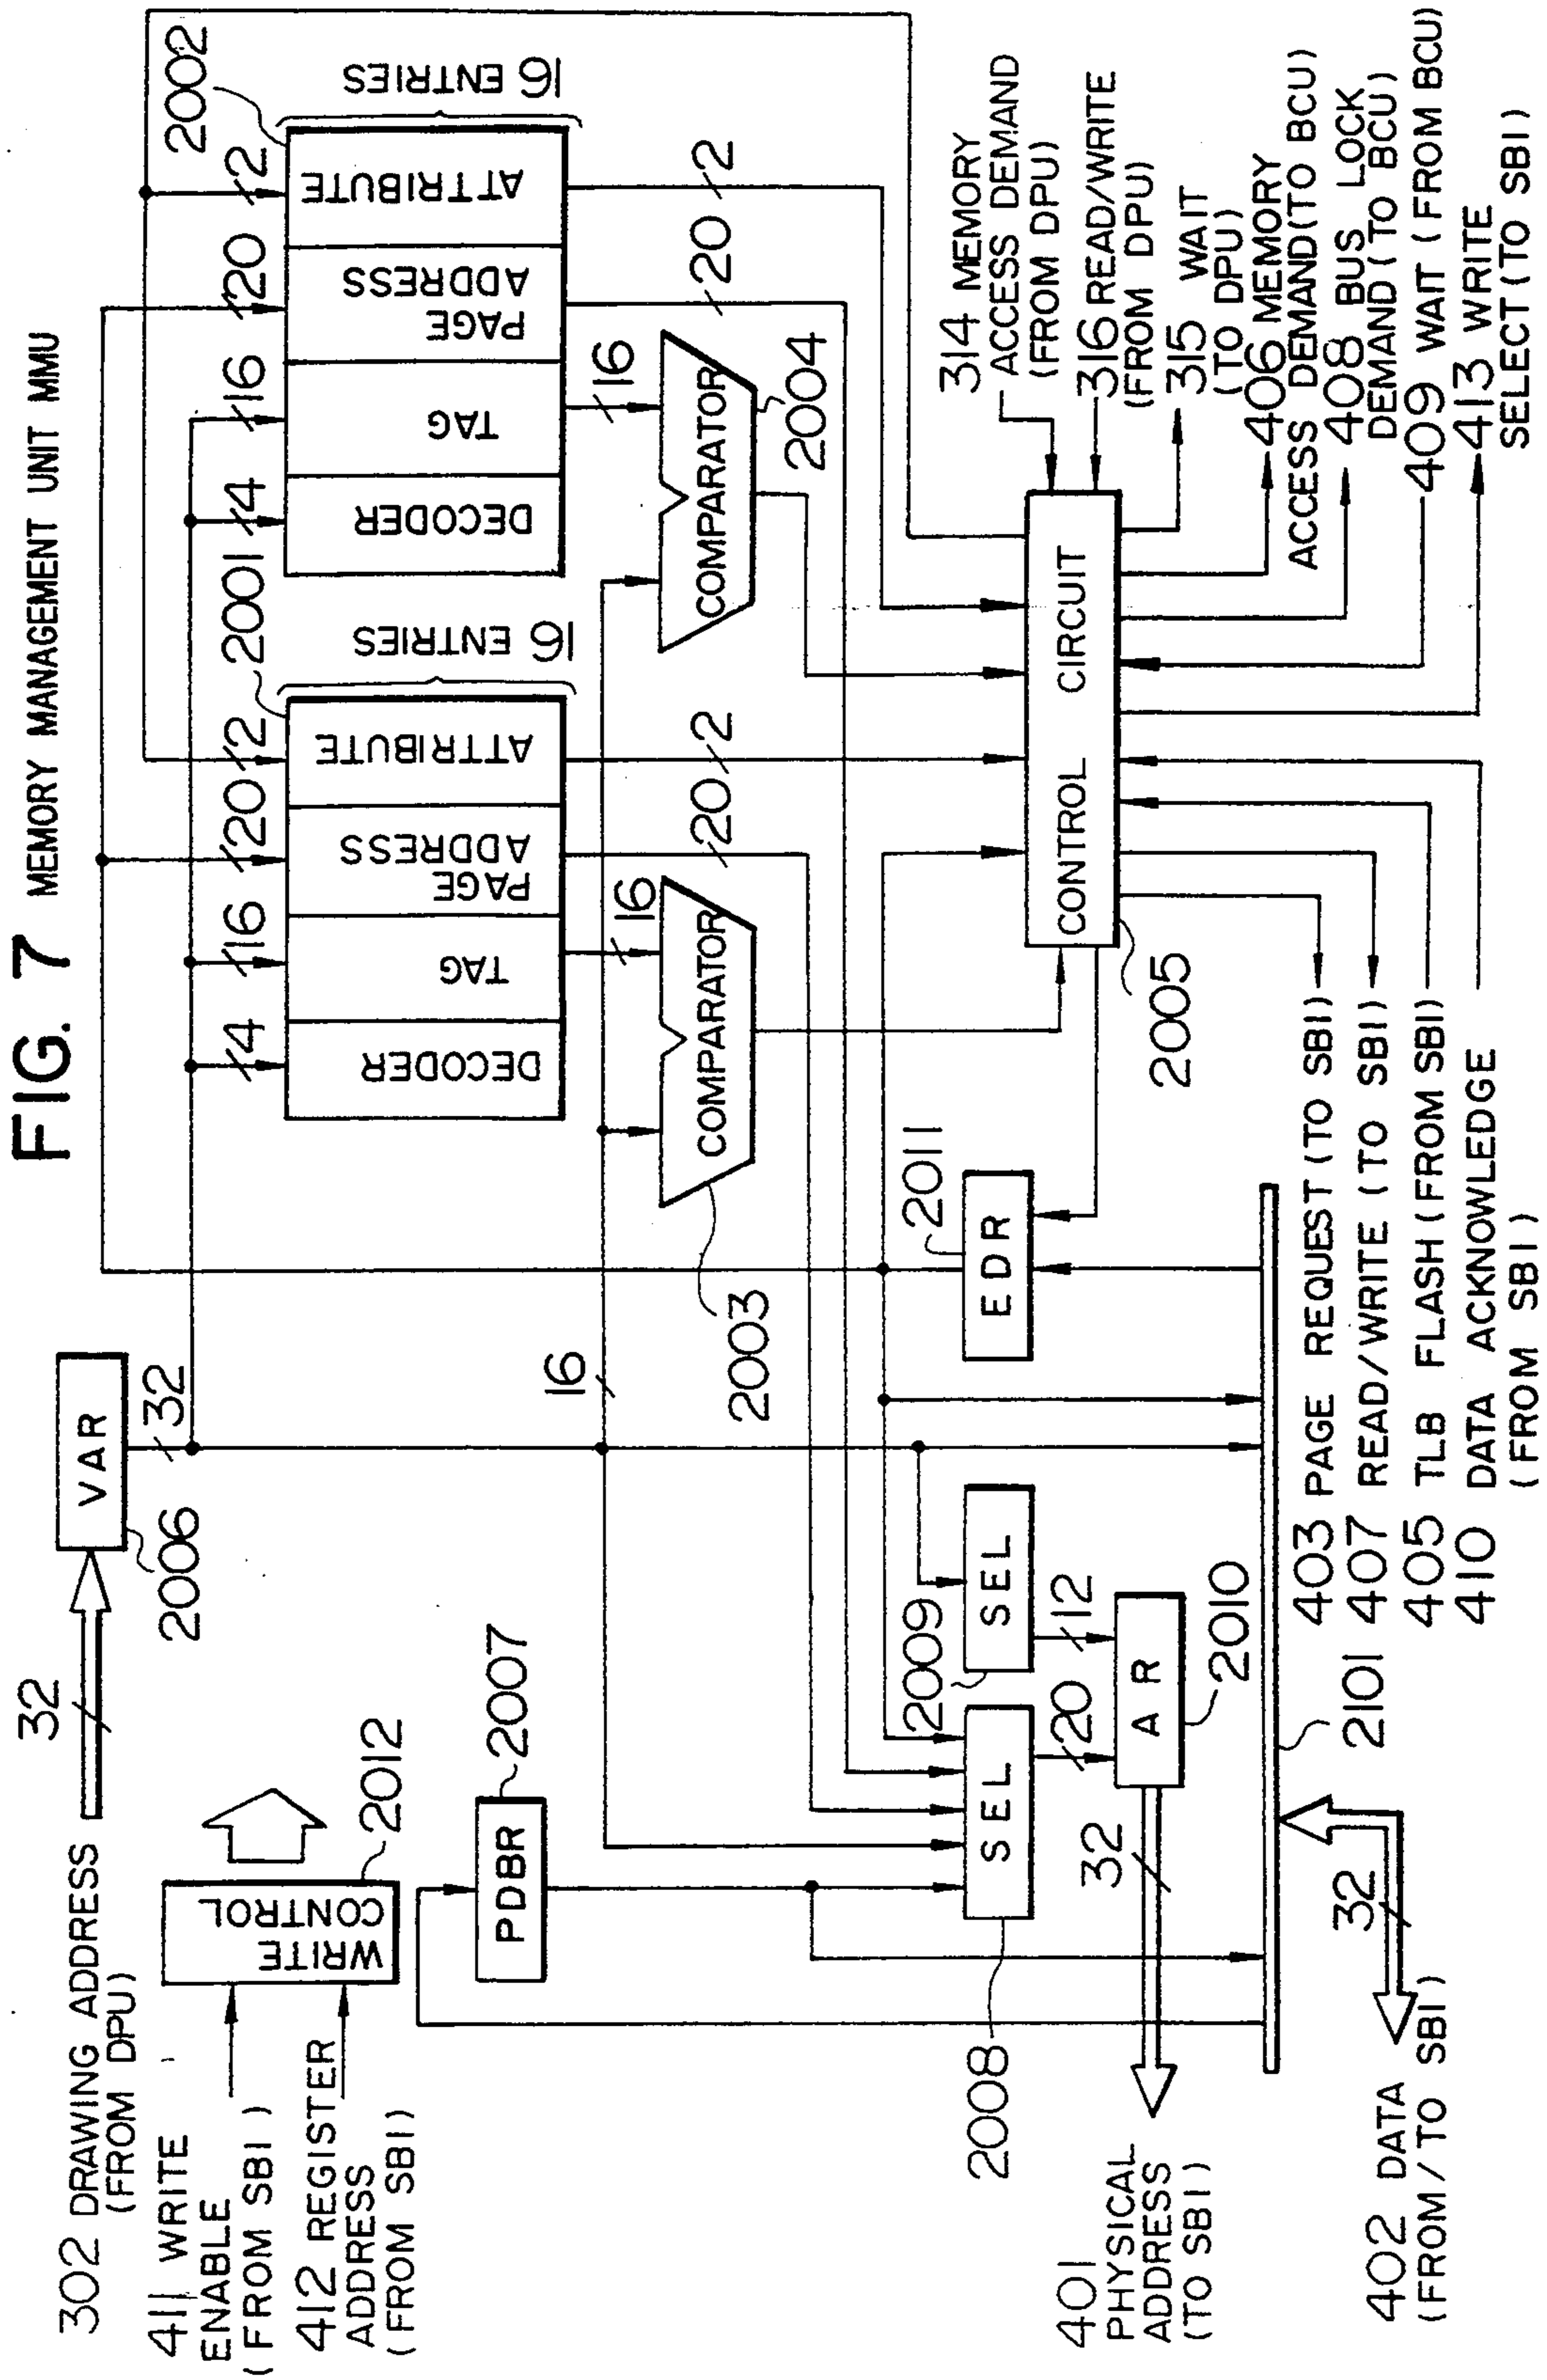 FIG. 7 MEMORY MANAGEMENT UNIT MMU
302 DRAWING ADDRESS
(FROM DPU)
32
VAR
2006
32
411 WRITE
ENABLE
(FROM SBI)
412 REGISTER
ADDRESS
(FROM SBI)
WRITE
CONTROL
2012
4
16
20
2
2001
DECODER
TAG
PAGE
ADDRESS
ATTRIBUTE
16 ENTRIES
4
16
20
2
2002
DECODER
TAG
PAGE
ADDRESS
ATTRIBUTE
16 ENTRIES
PDBR
2007
16
16
20
2
16
20
2
COMPARATOR
2003
COMPARATOR
2004
2008
SEL
2009
SEL
EDR
2011
20
12
AR
2010
32
401
PHYSICAL
ADDRESS
(TO SBI)
CONTROL CIRCUIT
2005
314 MEMORY
ACCESS DEMAND
(FROM DPU)
316 READ/WRITE
(FROM DPU)
315 WAIT
(TO DPU)
406 MEMORY
ACCESS DEMAND (TO BCU)
408 BUS LOCK
DEMAND (TO BCU)
409 WAIT (FROM BCU)
413 WRITE
SELECT (TO SBI)
2101
32
402 DATA
(FROM/TO SBI)
403 PAGE REQUEST (TO SBI)
407 READ/WRITE (TO SBI)
405 TLB FLASH (FROM SBI)
410 DATA ACKNOWLEDGE
(FROM SBI)